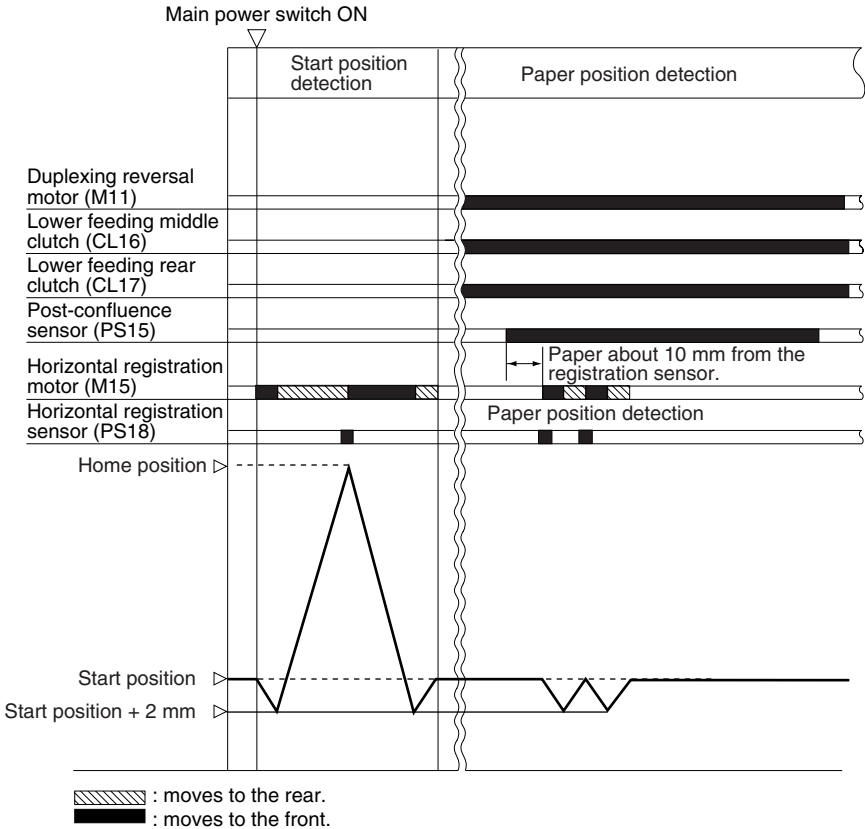 Main power switch ON
Start position
detection
Paper position detection
Duplexing reversal
motor (M11)
Lower feeding middle
clutch (CL16)
Lower feeding rear
clutch (CL17)
Post-confluence
sensor (PS15)
Paper about 10 mm from the
registration sensor.
Horizontal registration
motor (M15)
Paper position detection
Horizontal registration
sensor (PS18)
Home position
Start position
Start position + 2 mm
: moves to the rear.
: moves to the front.